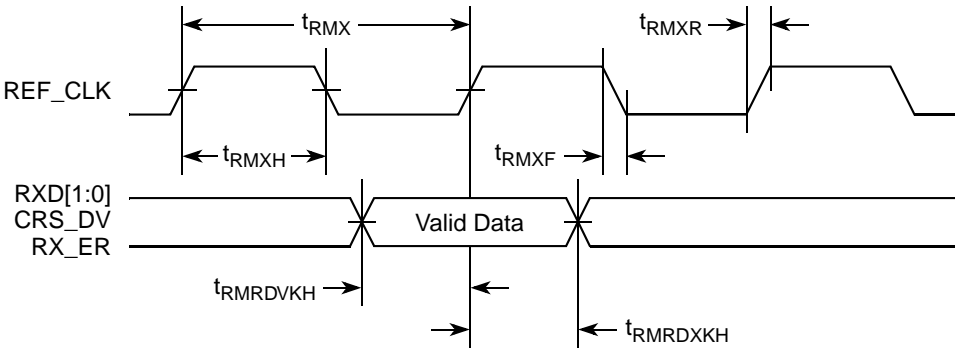 tRMX
tRMXR
REF_CLK
tRMXH
tRMXF
RXD[1:0]
CRS_DV
RX_ER
Valid Data
tRMRDVKH
tRMRDXKH